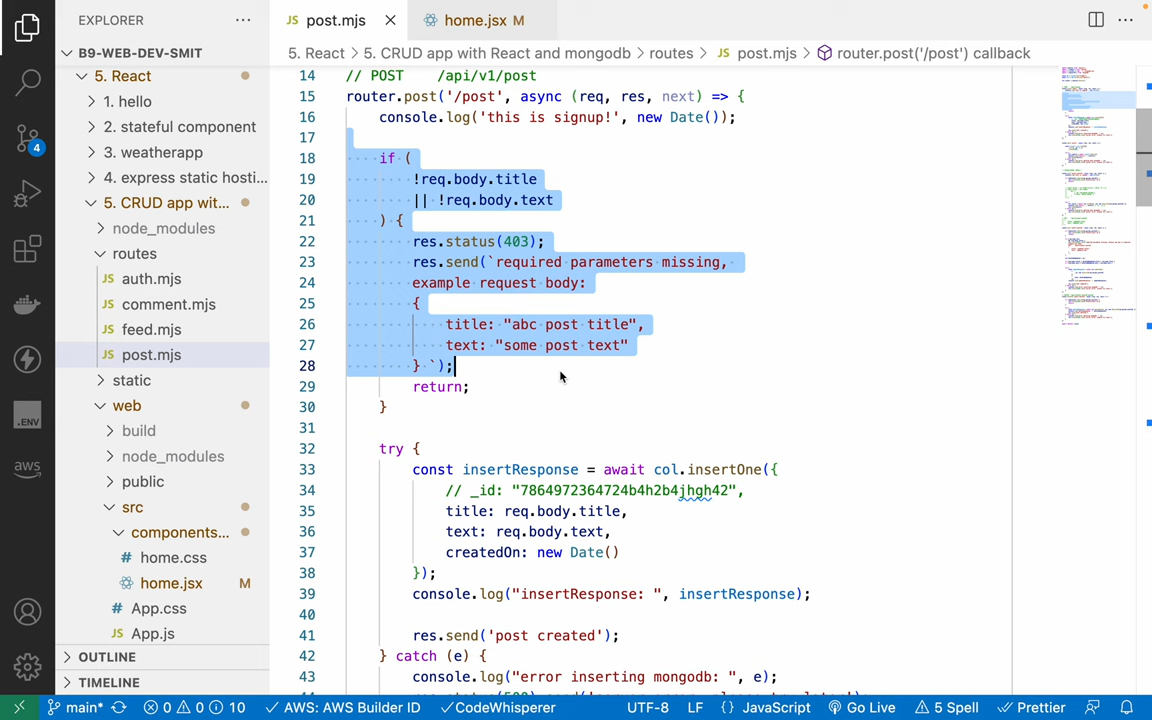 EXPLORER
post.mjs
home.jsx M
B9-WEB-DEV-SMIT
5. React > 5. CRUD app with React and mongodb > routes > JS post.mjs > router.post('/post') callback
5. React
1. hello
2. stateful component
3. weatherapp
4. express static hosti...
5. CRUD app wit...
node_modules
routes
JS auth.mjs
JS comment.mjs
JS feed.mjs
JS post.mjs
static
web
build
node_modules
public
src
components...
# home.css
home.jsx M
# App.css
JS App.js
OUTLINE
TIMELINE
4
.ENV
aws
14 // POST /api/v1/post
15 router.post('/post', async (req, res, next) => {
16 console.log('this is signup!', new Date());
17
18 if (
19 !req.body.title
20 || !req.body.text
21 ) {
22 res.status(403);
23 res.send(`required parameters missing,
24 example request body:
25 {
26 title: "abc post title",
27 text: "some post text"
28 } `);
29 return;
30 }
31
32 try {
33 const insertResponse = await col.insertOne({
34 // _id: "7864972364724b4h2b4jhgh42",
35 title: req.body.title,
36 text: req.body.text,
37 createdOn: new Date()
38 });
39 console.log("insertResponse: ", insertResponse);
40
41 res.send('post created');
42 } catch (e) {
43 console.log("error inserting mongodb: ", e);
main* 0 0 10 AWS: AWS Builder ID CodeWhisperer UTF-8 LF {} JavaScript Go Live 5 Spell Prettier